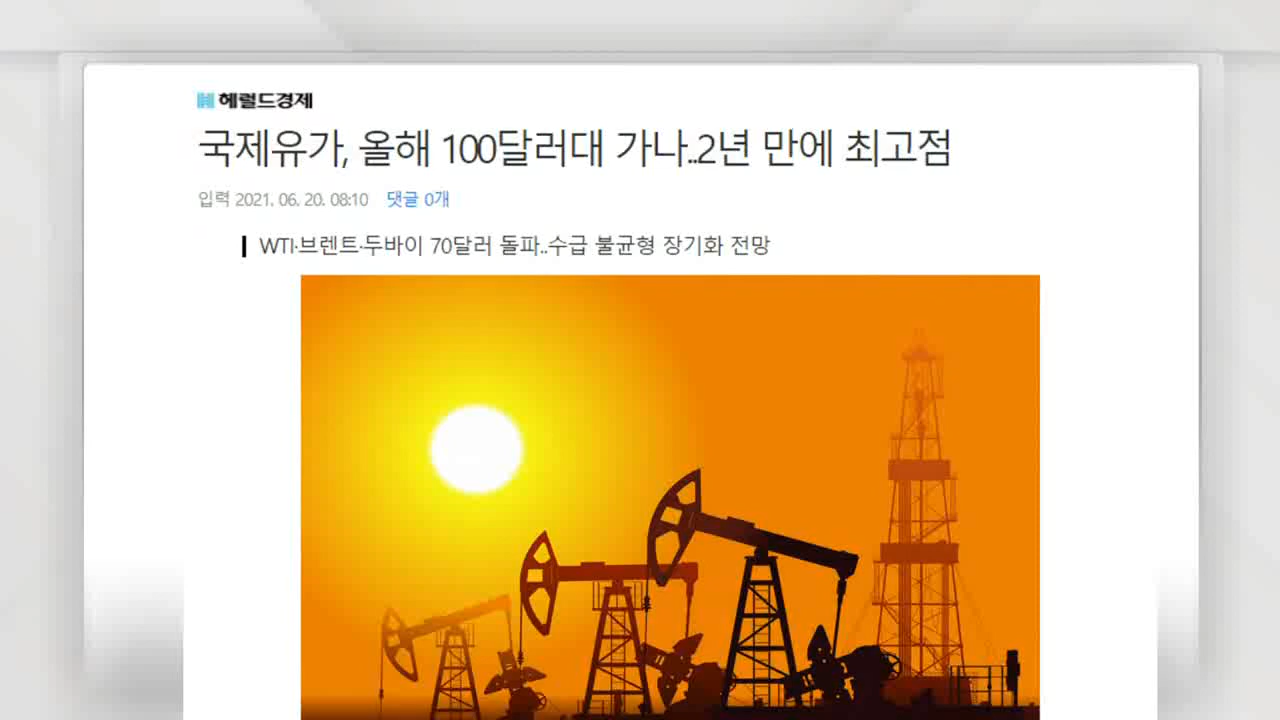 헤럴드경제
국제유가, 올해 100달러대 가나..2년 만에 최고점
입력 2021. 06. 20. 08:10 댓글 0개
WTI·브렌트·두바이 70달러 돌파..수급 불균형 장기화 전망